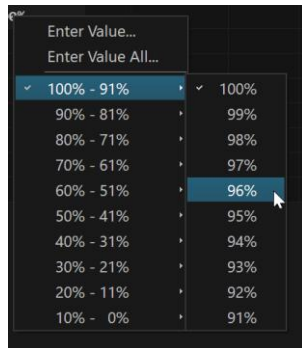 Enter Value...
Enter Value All...
100% - 91%
90% - 81%
80% - 71%
70% - 61%
60% - 51%
50% - 41%
40% - 31%
30% - 21%
20% - 11%
10% - 0%
100%
99%
98%
97%
96%
95%
94%
93%
92%
91%